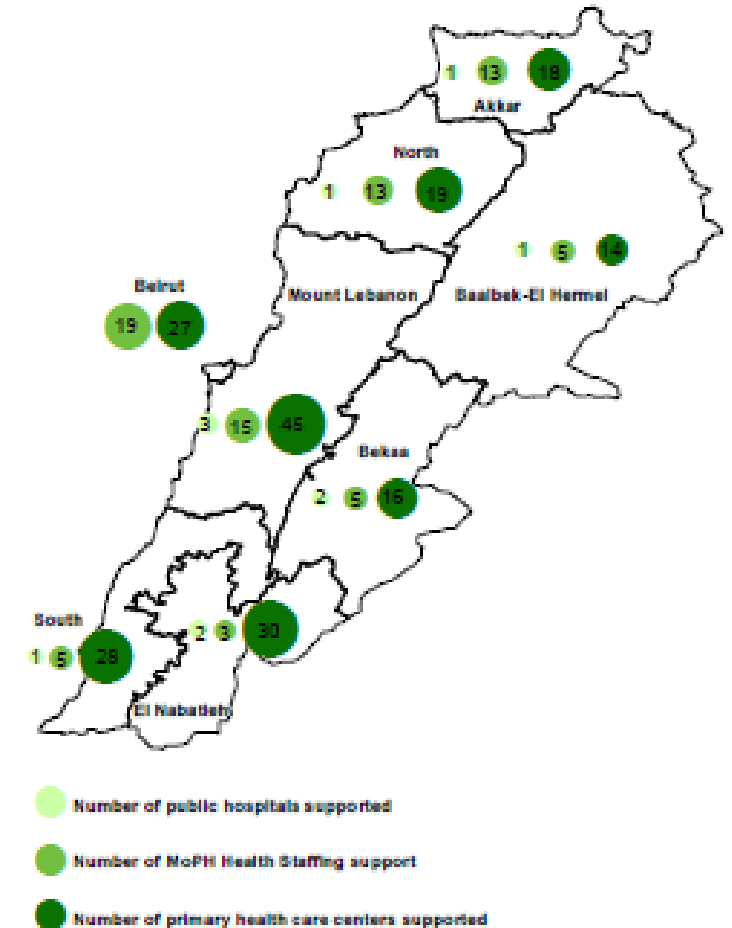 1 13 18
Akkar
North
1 13 19
1 5 14
Beirut
Mount Lebanon
Baalbek-El Hermel
19 27
3 15 45
Bekaa
2 5 15
South
2 3 30
1 5 28
El Nabatieh
Number of public hospitals supported
Number of MoPH Health Staffing support
Number of primary health care centers supported